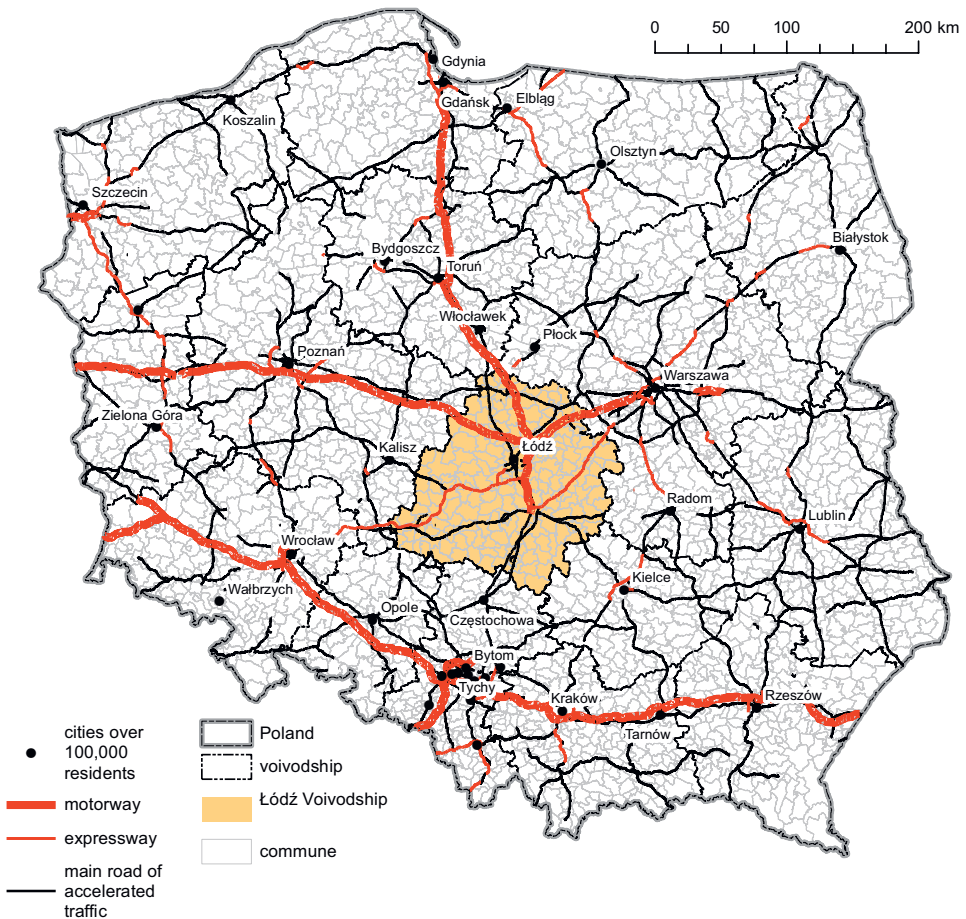 0 50 100 200 km
Gdynia
Gdańsk
Elbląg
Koszalin
Olsztyn
Szczecin
Białystok
Bydgoszcz
Toruń
Włocławek
Płock
Poznań
Warszawa
Zielona Góra
Łódź
Kalisz
Radom
Lublin
Wrocław
Kielce
Wałbrzych
Opole
Częstochowa
Bytom
Tychy
Kraków
Rzeszów
Tarnów
cities over
100,000
residents
motorway
expressway
main road of
accelerated
traffic
Poland
voivodship
Łódź Voivodship
commune